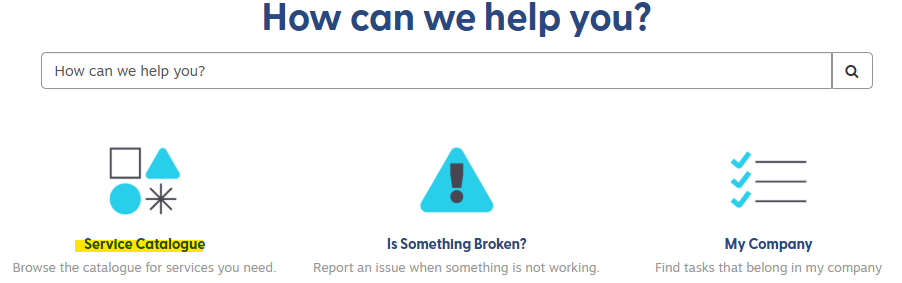 How can we help you?
How can we help you?
Service Catalogue
Browse the catalogue for services you need.
Is Something Broken?
Report an issue when something is not working.
My Company
Find tasks that belong in my company